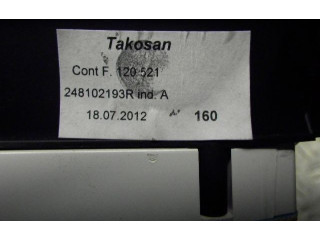 Takosan
Cont F. 120.521
248102193R ind. A
18.07.2012 160